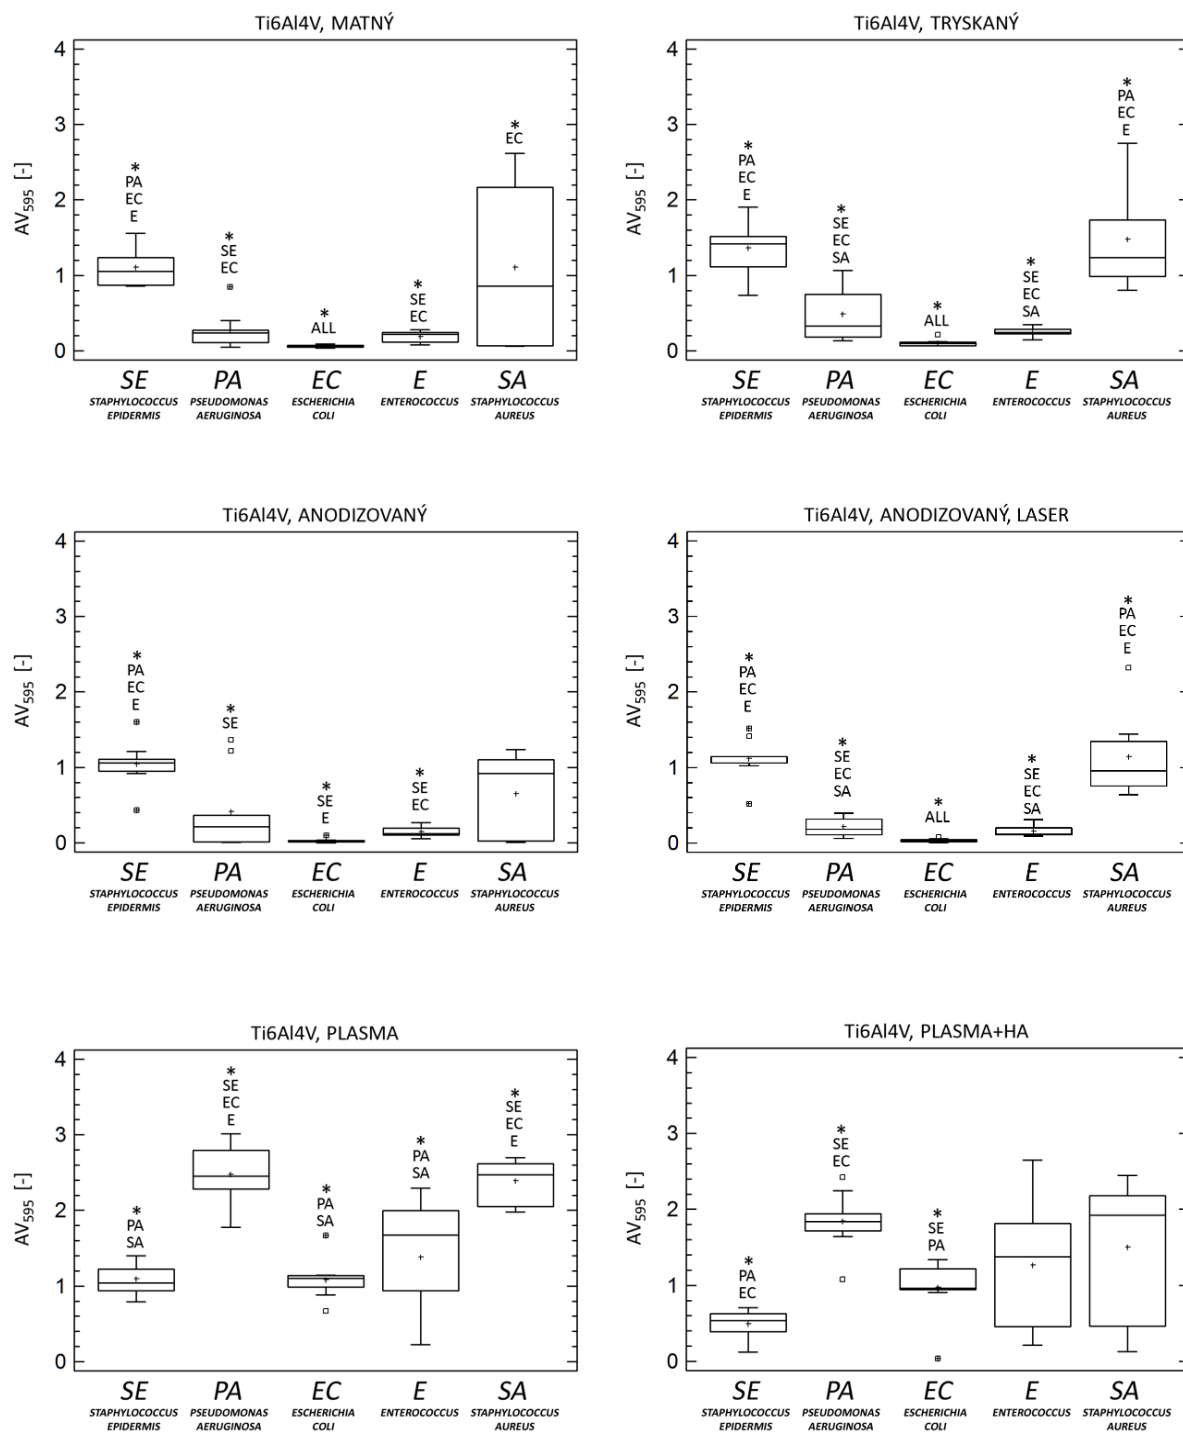 Ti6Al4V, MATNÝ
4
3
2
1
0
AV595 [-]
*
PA
EC
E
*
SE
EC
*
ALL
*
SE
EC
*
EC
SE PA EC E SA
STAPHYLOCOCCUS EPIDERMIS
PSEUDOMONAS AERUGINOSA
ESCHERICHIA COLI
ENTEROCOCCUS
STAPHYLOCOCCUS AUREUS
Ti6Al4V, TRYSKANÝ
4
3
2
1
0
AV595 [-]
*
PA
EC
E
*
SE
EC
SA
*
ALL
*
SE
EC
SA
*
PA
EC
E
SE PA EC E SA
STAPHYLOCOCCUS EPIDERMIS
PSEUDOMONAS AERUGINOSA
ESCHERICHIA COLI
ENTEROCOCCUS
STAPHYLOCOCCUS AUREUS
Ti6Al4V, ANODIZOVANÝ
4
3
2
1
0
AV595 [-]
*
PA
EC
E
*
SE
*
SE
E
*
SE
EC
SE PA EC E SA
STAPHYLOCOCCUS EPIDERMIS
PSEUDOMONAS AERUGINOSA
ESCHERICHIA COLI
ENTEROCOCCUS
STAPHYLOCOCCUS AUREUS
Ti6Al4V, ANODIZOVANÝ, LASER
4
3
2
1
0
AV595 [-]
*
PA
EC
E
*
SE
EC
SA
*
ALL
*
SE
EC
SA
*
PA
EC
E
SE PA EC E SA
STAPHYLOCOCCUS EPIDERMIS
PSEUDOMONAS AERUGINOSA
ESCHERICHIA COLI
ENTEROCOCCUS
STAPHYLOCOCCUS AUREUS
Ti6Al4V, PLASMA
4
3
2
1
0
AV595 [-]
*
PA
SA
*
SE
EC
E
*
PA
SA
*
PA
SA
*
SE
EC
E
SE PA EC E SA
STAPHYLOCOCCUS EPIDERMIS
PSEUDOMONAS AERUGINOSA
ESCHERICHIA COLI
ENTEROCOCCUS
STAPHYLOCOCCUS AUREUS
Ti6Al4V, PLASMA+HA
4
3
2
1
0
AV595 [-]
*
PA
EC
*
SE
EC
*
SE
PA
SE PA EC E SA
STAPHYLOCOCCUS EPIDERMIS
PSEUDOMONAS AERUGINOSA
ESCHERICHIA COLI
ENTEROCOCCUS
STAPHYLOCOCCUS AUREUS